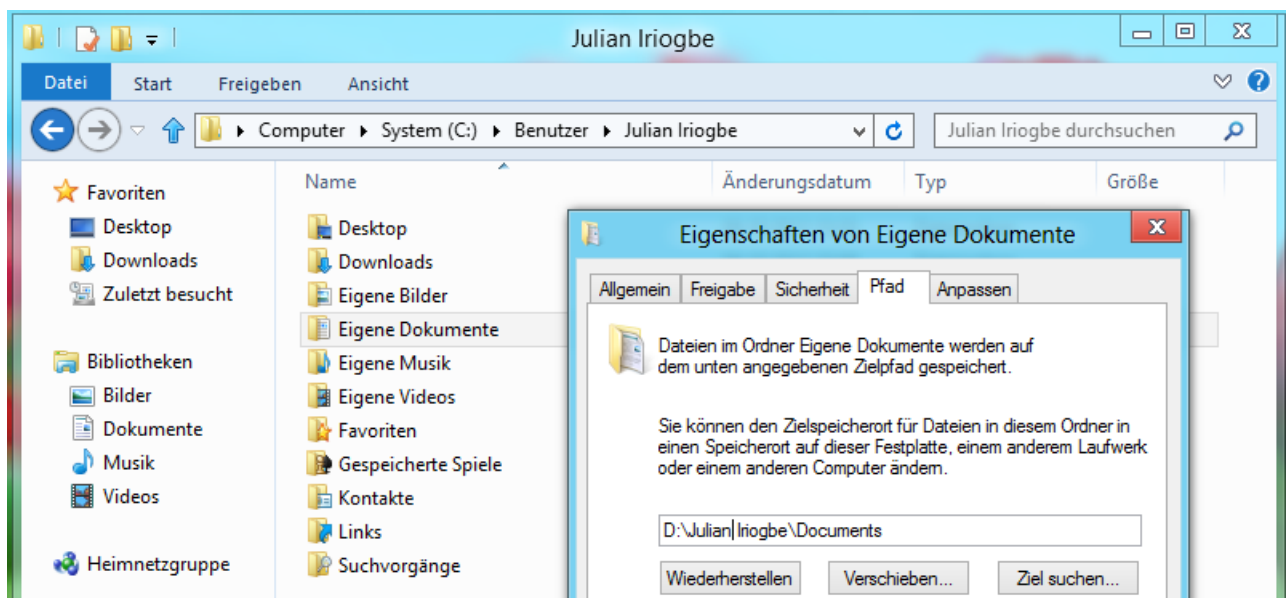 Julian Iriogbe
Datei Start Freigeben Ansicht
Computer System (C:) Benutzer Julian Iriogbe Julian Iriogbe durchsuchen
Name Änderungsdatum Typ Größe
Favoriten
Desktop
Downloads
Zuletzt besucht
Bibliotheken
Bilder
Dokumente
Musik
Videos
Heimnetzgruppe
Desktop
Downloads
Eigene Bilder
Eigene Dokumente
Eigene Musik
Eigene Videos
Favoriten
Gespeicherte Spiele
Kontakte
Links
Suchvorgänge
Eigenschaften von Eigene Dokumente
Allgemein Freigabe Sicherheit Pfad Anpassen
Dateien im Ordner Eigene Dokumente werden auf
dem unten angegebenen Zielpfad gespeichert.
Sie können den Zielspeicherort für Dateien in diesem Ordner in
einen Speicherort auf dieser Festplatte, einem anderem Laufwerk
oder einem anderen Computer ändern.
D:\Julian Iriogbe\Documents
Wiederherstellen Verschieben... Ziel suchen...